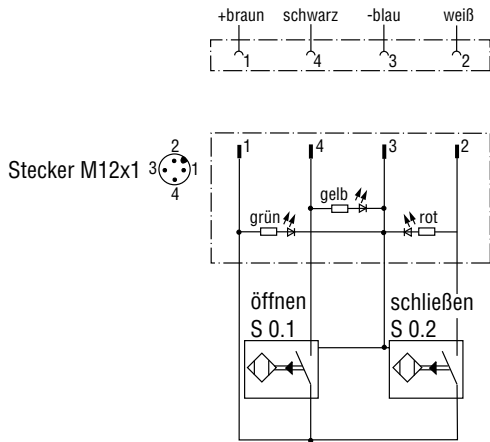 +braun schwarz -blau weiß
1 4 3 2
Stecker M12x1 3 2 1 4
1 4 3 2
gelb
grün rot
öffnen schließen
S 0.1 S 0.2